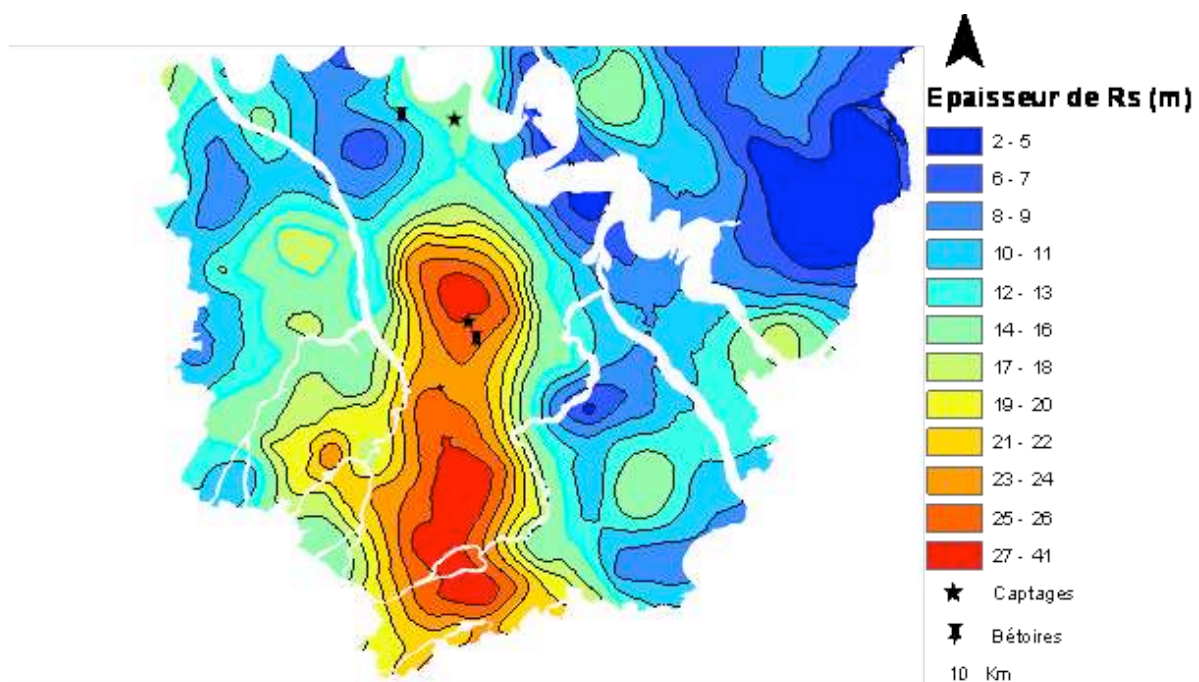 Epaisseur de Rs (m)
2 - 5
6 - 7
8 - 9
10 - 11
12 - 13
14 - 16
17 - 18
19 - 20
21 - 22
23 - 24
25 - 26
27 - 41
Captages
Bétoires
10 Km